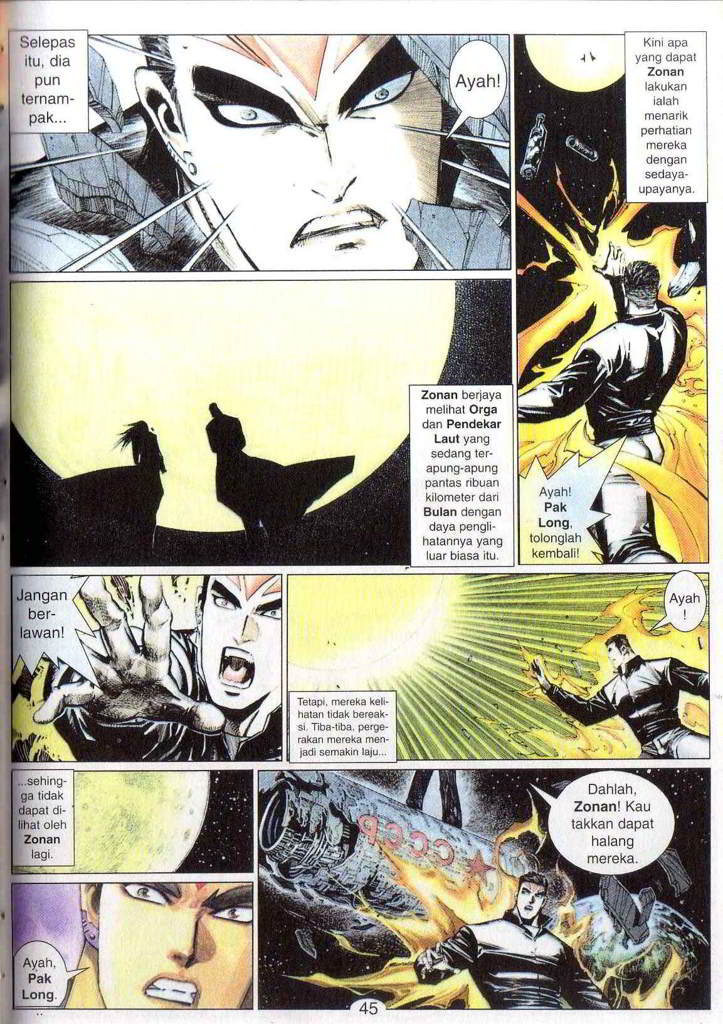 Selepas
itu, dia
pun
ternam-
pak...
Ayah!
Kini apa
yang dapat
Zonan
lakukan
ialah
menarik
perhatian
mereka
dengan
sedaya-
upayanya.
Zonan berjaya
melihat Orga
dan Pendekar
Laut yang
sedang ter-
apung-apung
pantas ribuan
kilometer dari
Bulan dengan
daya pengli-
hatannya yang
luar biasa itu.
Ayah!
Pak
Long,
tolonglah
kembali!
Jangan
ber-
lawan!
Tetapi, mereka keli-
hatan tidak bereak-
si. Tiba-tiba, perge-
rakan mereka men-
jadi semakin laju...
Ayah
!
...sehing-
ga tidak
dapat di-
lihat oleh
Zonan
lagi.
Ayah,
Pak
Long.
Dahlah,
Zonan! Kau
takkan dapat
halang
mereka.
CCCP
45